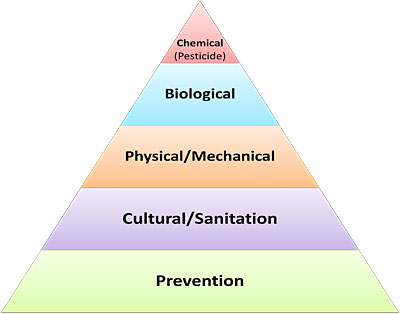 Chemical
(Pesticide)
Biological
Physical/Mechanical
Cultural/Sanitation
Prevention